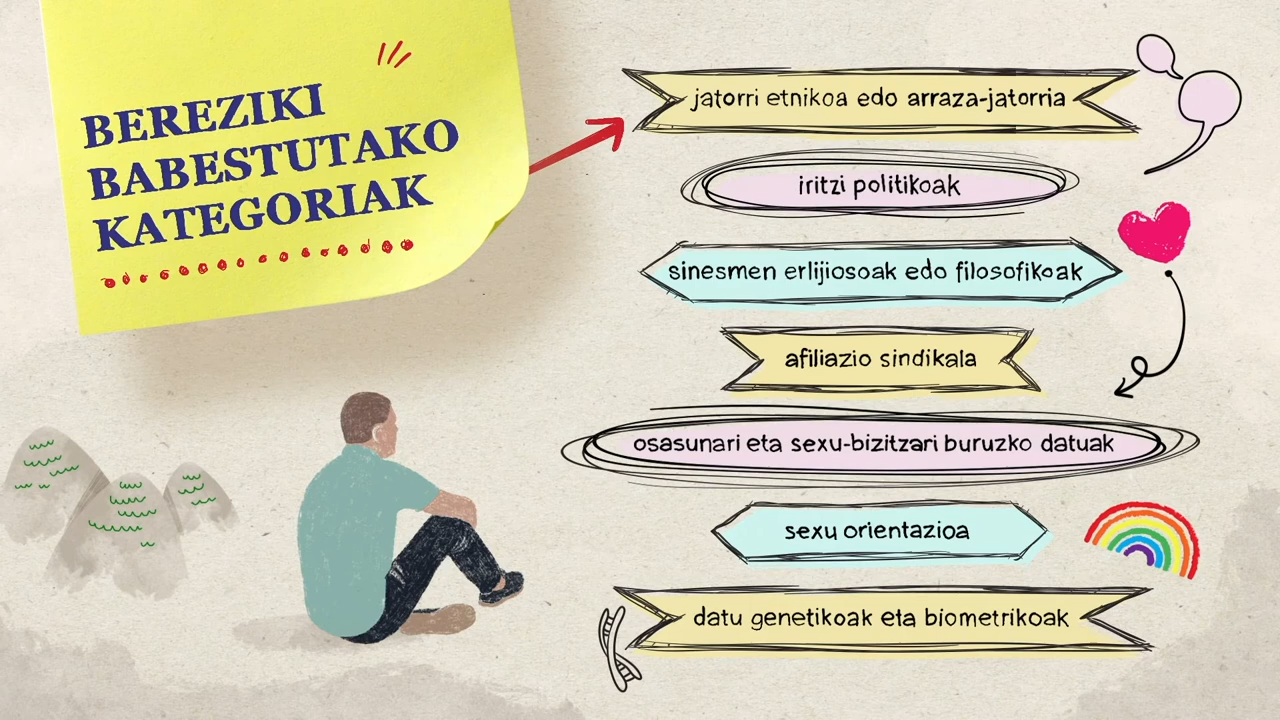 BEREZIKI
BABESTUTAKO
KATEGORIAK
jatorri etnikoa edo arraza-jatorria
iritzi politikoak
sinesmen erlijiosoak edo filosofikoak
afiliazio sindikala
osasunari eta sexu-bizitzari buruzko datuak
sexu orientazioa
datu genetikoak eta biometrikoak